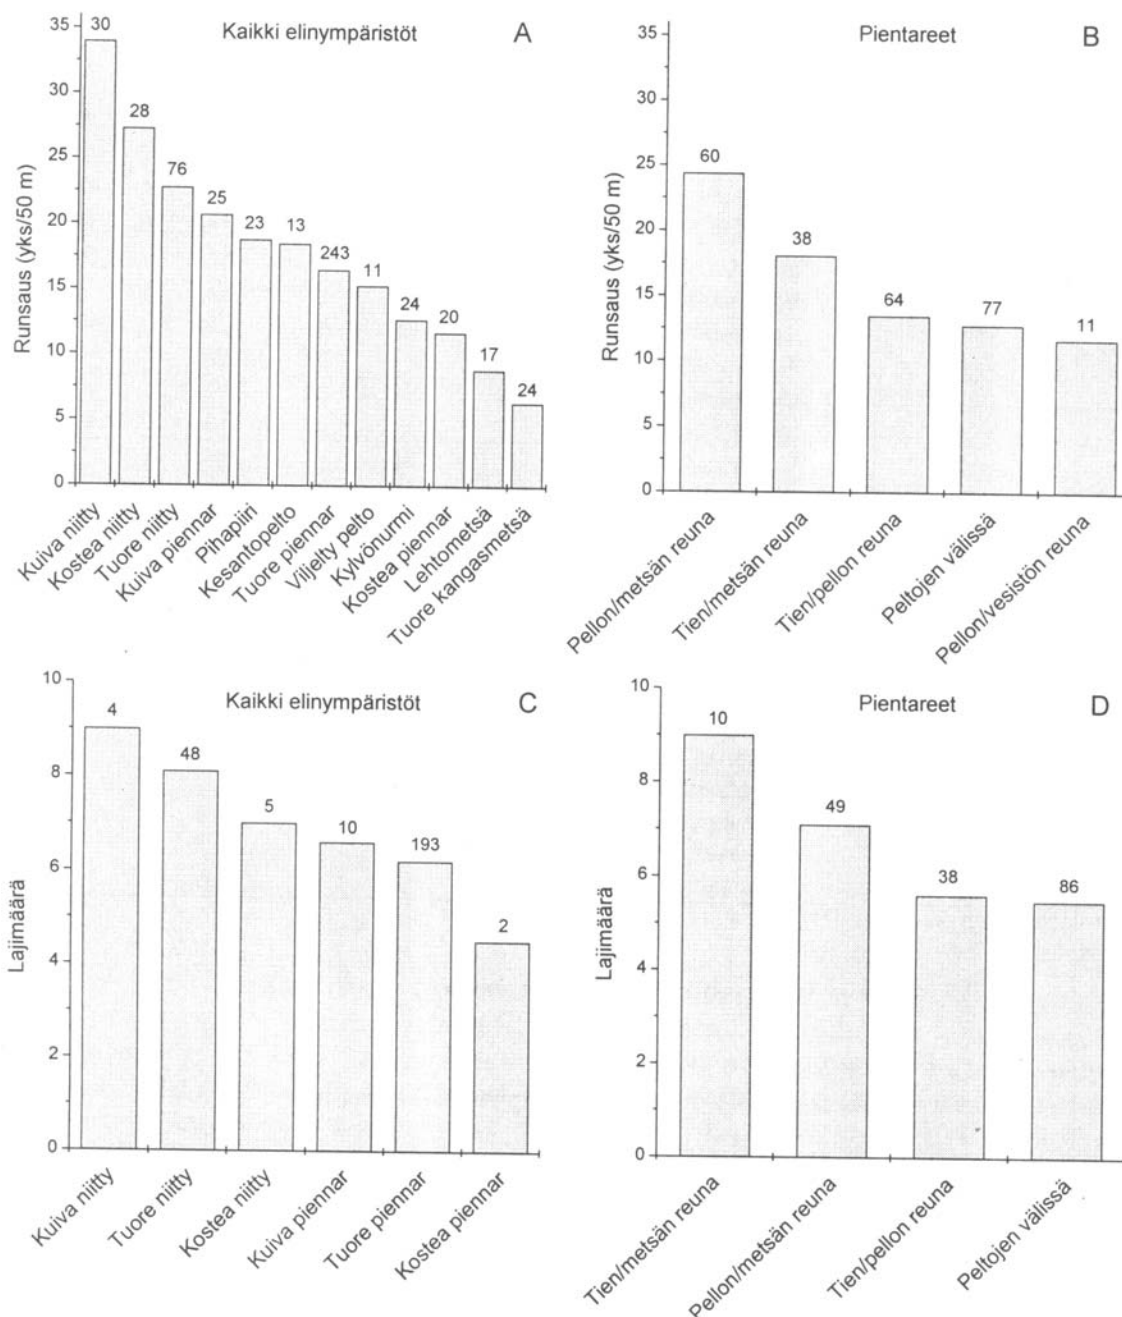 Kaikki elinympäristöt
A
Runsaus (yks/50 m)
35
30
25
20
15
10
5
0
30
28
76
25
23
13
243
11
24
20
17
24
Kuiva niitty
Kostea niitty
Tuore niitty
Kuiva piennar
Pihapiiri
Kesantopelto
Tuore piennar
Viljelty pelto
Kylvönurmi
Kostea piennar
Lehtometsä
Tuore kangasmetsä
Pientareet
B
Runsaus (yks/50 m)
35
30
25
20
15
10
5
0
60
38
64
77
11
Pellon/metsän reuna
Tien/metsän reuna
Tien/pellon reuna
Peltojen välissä
Pellon/vesistön reuna
Kaikki elinympäristöt
C
Lajimäärä
10
8
6
4
2
0
4
48
5
10
193
2
Kuiva niitty
Tuore niitty
Kostea niitty
Kuiva piennar
Tuore piennar
Kostea piennar
Pientareet
D
Lajimäärä
10
8
6
4
2
0
10
49
38
86
Tien/metsän reuna
Pellon/metsän reuna
Tien/pellon reuna
Peltojen välissä